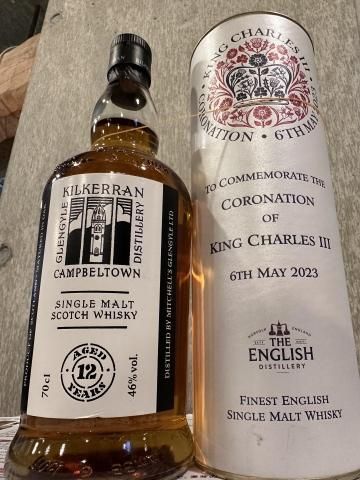 KILKERRAN
GLENGYLE
DISTILLERY
CAMPBELTOWN
SINGLE MALT
SCOTCH WHISKY
AGED
12
YEARS
70cl
46% vol.
DISTILLED BY MITCHELL'S GLENGYLE LTD
KING CHARLES III
CORONATION · 6TH MAY
TO COMMEMORATE THE
CORONATION
OF
KING CHARLES III
6TH MAY 2023
NORFOLK ENGLAND
THE
ENGLISH
DISTILLERY
FINEST ENGLISH
SINGLE MALT WHISKY